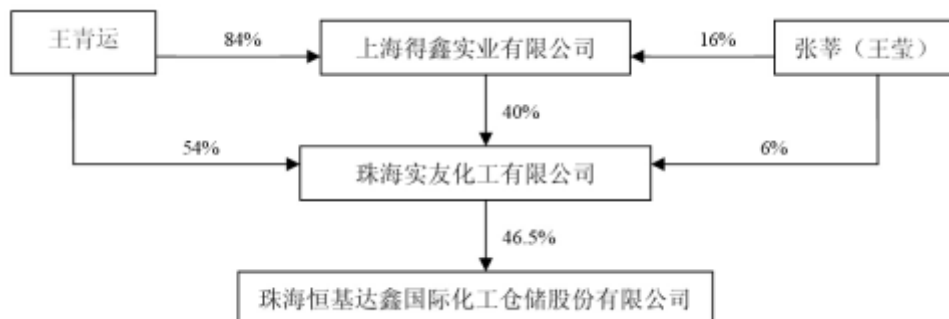 王青运
84%
上海得鑫实业有限公司
16%
张莘（王莹）
40%
54%
珠海实友化工有限公司
6%
46.5%
珠海恒基达鑫国际化工仓储股份有限公司